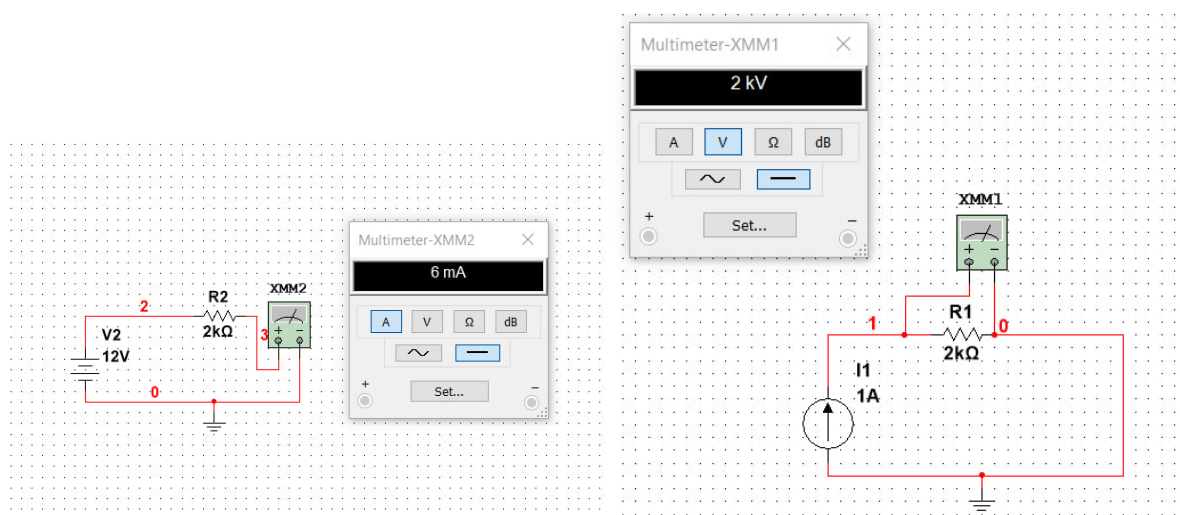 2
R2
2kΩ
XMM2
3
+ −
V2
12V
0
Multimeter-XMM2
6 mA
A V Ω dB
+
Set...
−
Multimeter-XMM1
2 kV
A V Ω dB
+
Set...
−
XMM1
+ −
1
R1
0
2kΩ
I1
1A